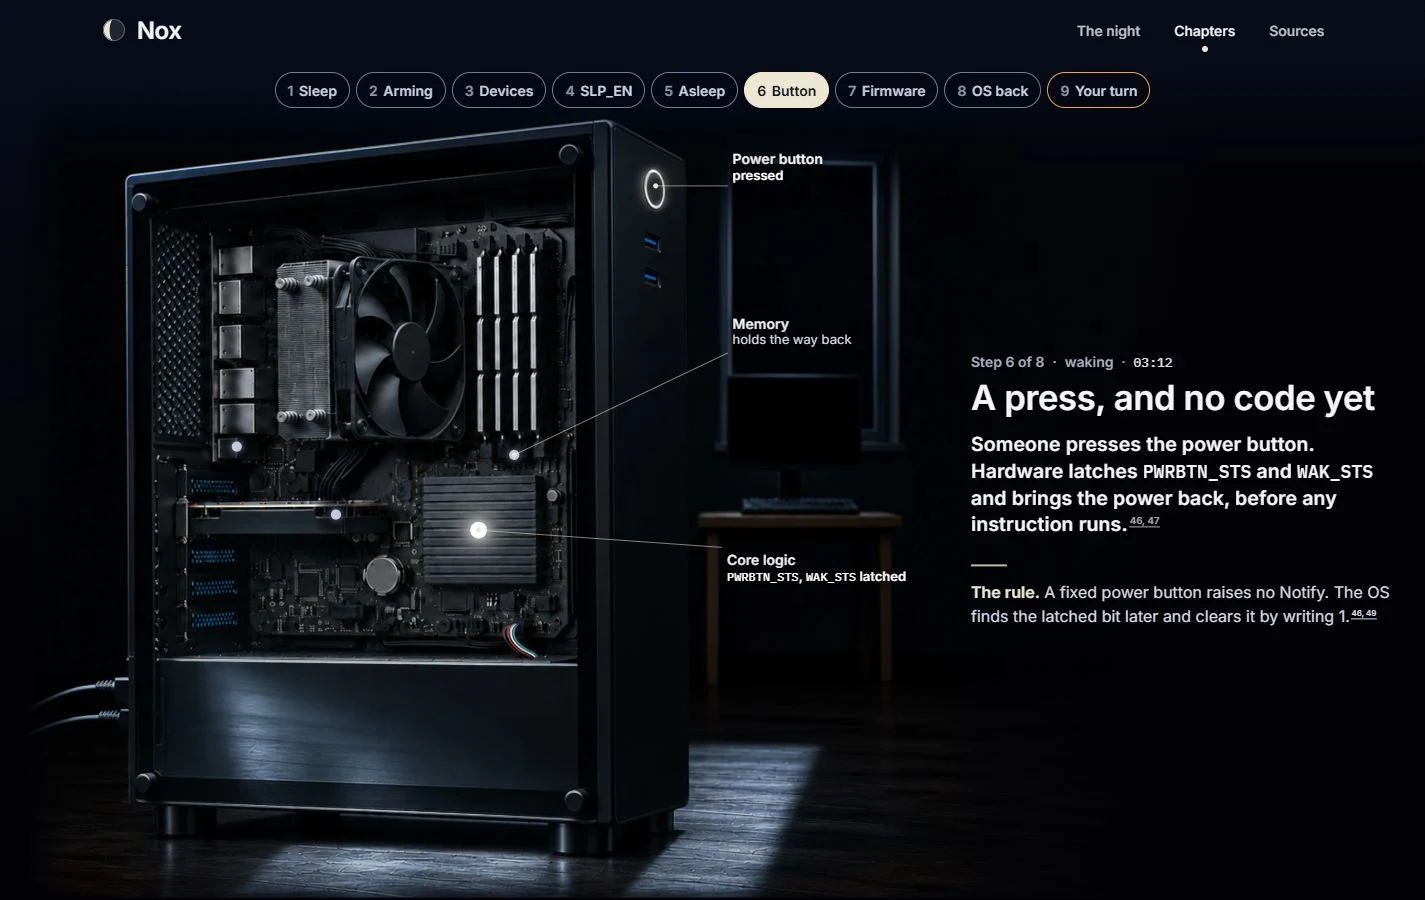 Nox
The night
Chapters
Sources
1 Sleep
2 Arming
3 Devices
4 SLP_EN
5 Asleep
6 Button
7 Firmware
8 OS back
9 Your turn
Power button
pressed
Memory
holds the way back
Core logic
PWRBTN_STS, WAK_STS latched
Step 6 of 8 · waking · 03:12
A press, and no code yet
Someone presses the power button.
Hardware latches PWRBTN_STS and WAK_STS
and brings the power back, before any
instruction runs. 46, 47
The rule. A fixed power button raises no Notify. The OS
finds the latched bit later and clears it by writing 1. 46, 49